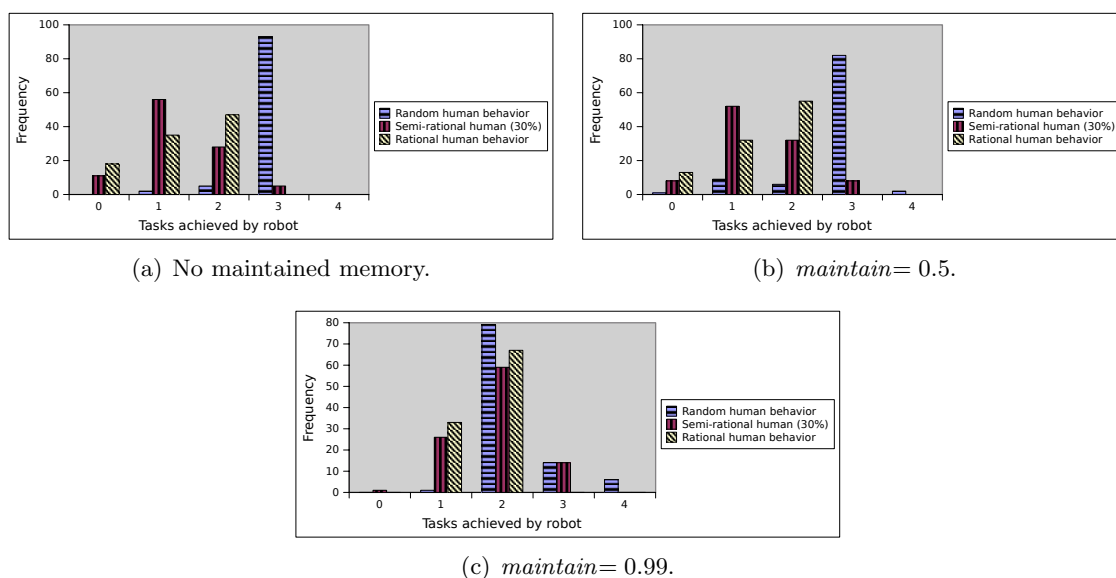 100
80
60
40
20
0
Frequency
0 1 2 3 4
Tasks achieved by robot
Random human behavior
Semi-rational human (30%)
Rational human behavior
(a) No maintained memory.
100
80
60
40
20
0
Frequency
0 1 2 3 4
Tasks achieved by robot
Random human behavior
Semi-rational human (30%)
Rational human behavior
(b) maintain= 0.5.
80
70
60
50
40
30
20
10
0
Frequency
0 1 2 3 4
Tasks achieved by robot
Random human behavior
Semi-rational human (30%)
Rational human behavior
(c) maintain= 0.99.